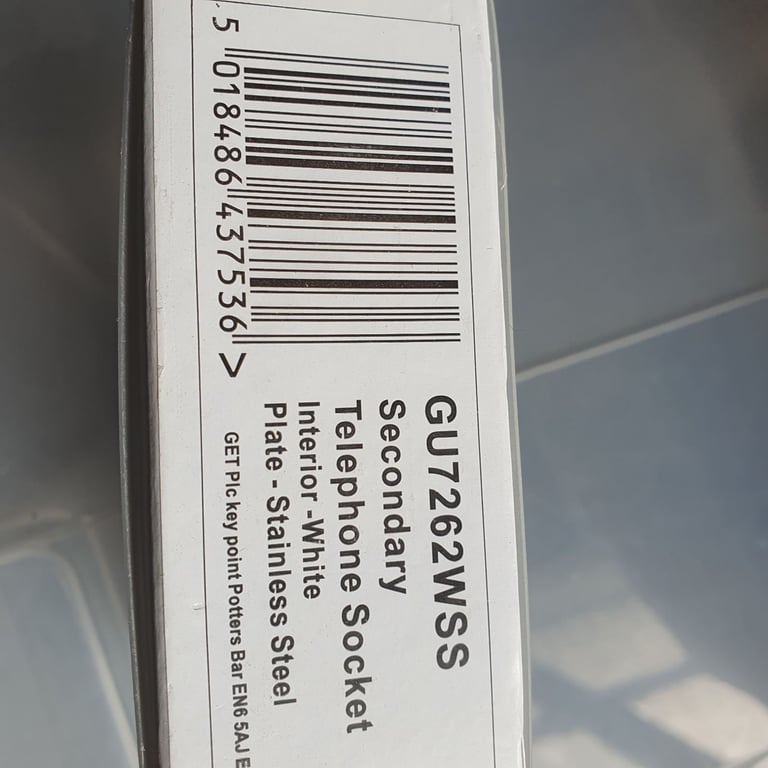 5 018486 437536 >
GU7262WSS
Secondary
Telephone Socket
Interior -White
Plate - Stainless Steel
GET Plc key point Potters Bar EN6 5AJ E